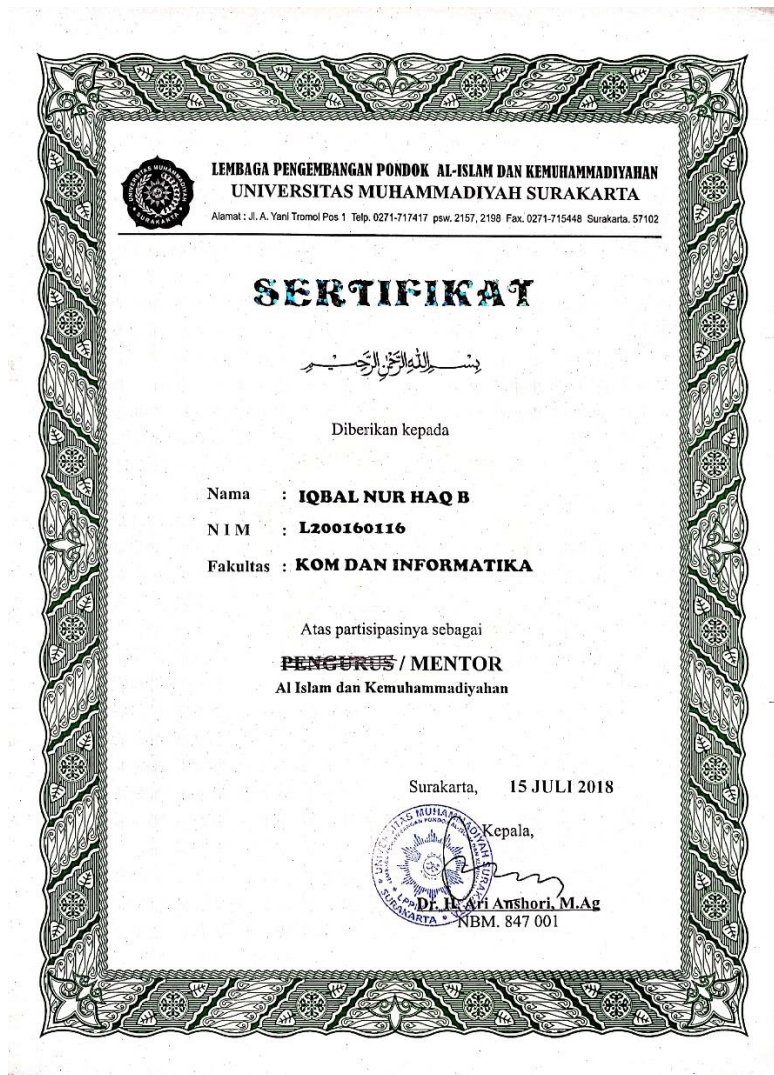 LEMBAGA PENGEMBANGAN PONDOK AL-ISLAM DAN KEMUHAMMADIYAHAN
UNIVERSITAS MUHAMMADIYAH SURAKARTA
Alamat : Jl. A. Yani Tromol Pos 1 Telp. 0271-717417 psw. 2157, 2198 Fax. 0271-715448 Surakarta. 57102
SERTIFIKAT
بسم الله الرحمن الرحيم
Diberikan kepada
Nama : IQBAL NUR HAQ B
N I M : L200160116
Fakultas : KOM DAN INFORMATIKA
Atas partisipasinya sebagai
PENGURUS / MENTOR
Al Islam dan Kemuhammadiyahan
Surakarta, 15 JULI 2018
Kepala,
Dr. H. Ari Anshori, M.Ag
NBM. 847 001
UNIVERSITAS MUHAMMADIYAH SURAKARTA